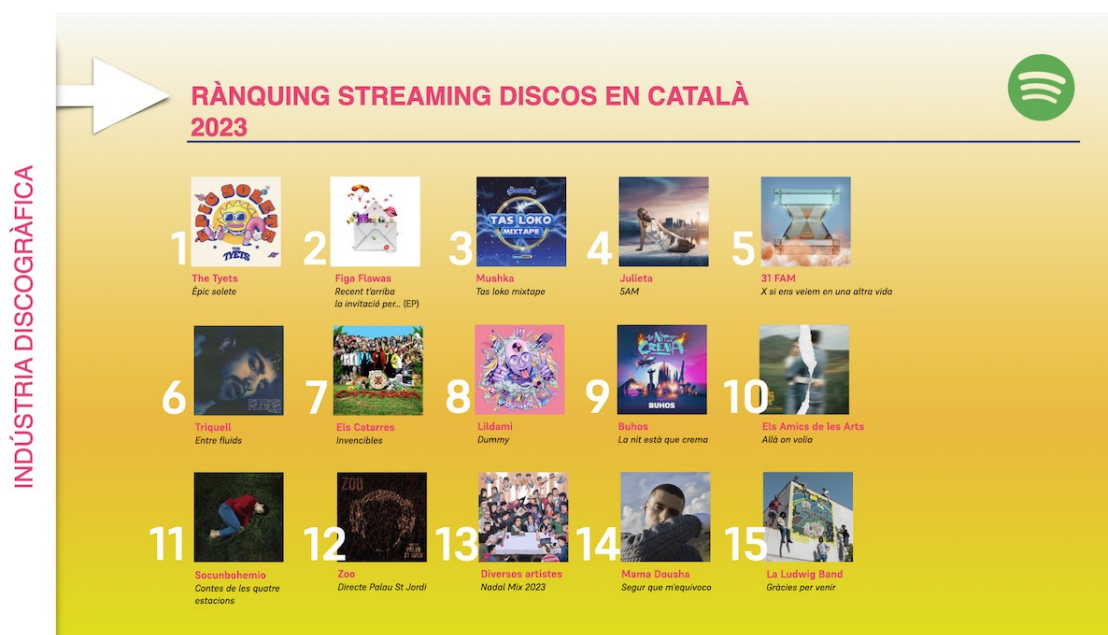 INDÚSTRIA DISCOGRÀFICA
RÀNQUING STREAMING DISCOS EN CATALÀ
2023
1
The Tyets
Èpic solete
2
Figa Flawas
Recent t'arriba
la invitació per... (EP)
3
TAS LOKO
MIXTAPE
Mushka
Tas loko mixtape
4
Julieta
5AM
5
31 FAM
X si ens veiem en una altra vida
6
Triquell
Entre fluids
7
Els Catarres
Invencibles
8
Lildami
Dummy
9
BUHOS
Buhos
La nit està que crema
10
Els Amics de les Arts
Allà on volia
11
Socunbohemio
Contes de les quatre
estacions
12
ZOO
Zoo
Directe Palau St Jordi
13
Diversos artistes
Nadal Mix 2023
14
Mama Dousha
Segur que m'equivoco
15
La Ludwig Band
Gràcies per venir